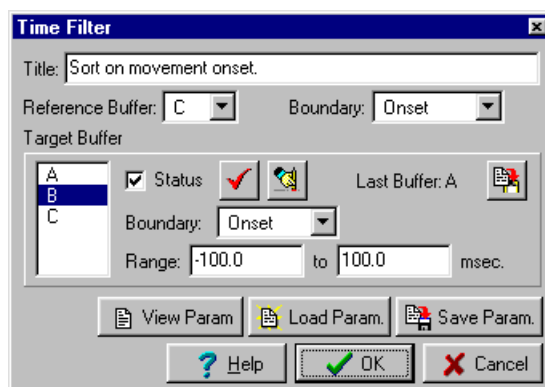 Time Filter
Title: Sort on movement onset.
Reference Buffer: C Boundary: Onset
Target Buffer
A
B
C
Status Last Buffer: A
Boundary: Onset
Range: -100.0 to 100.0 msec.
View Param Load Param. Save Param.
Help OK Cancel